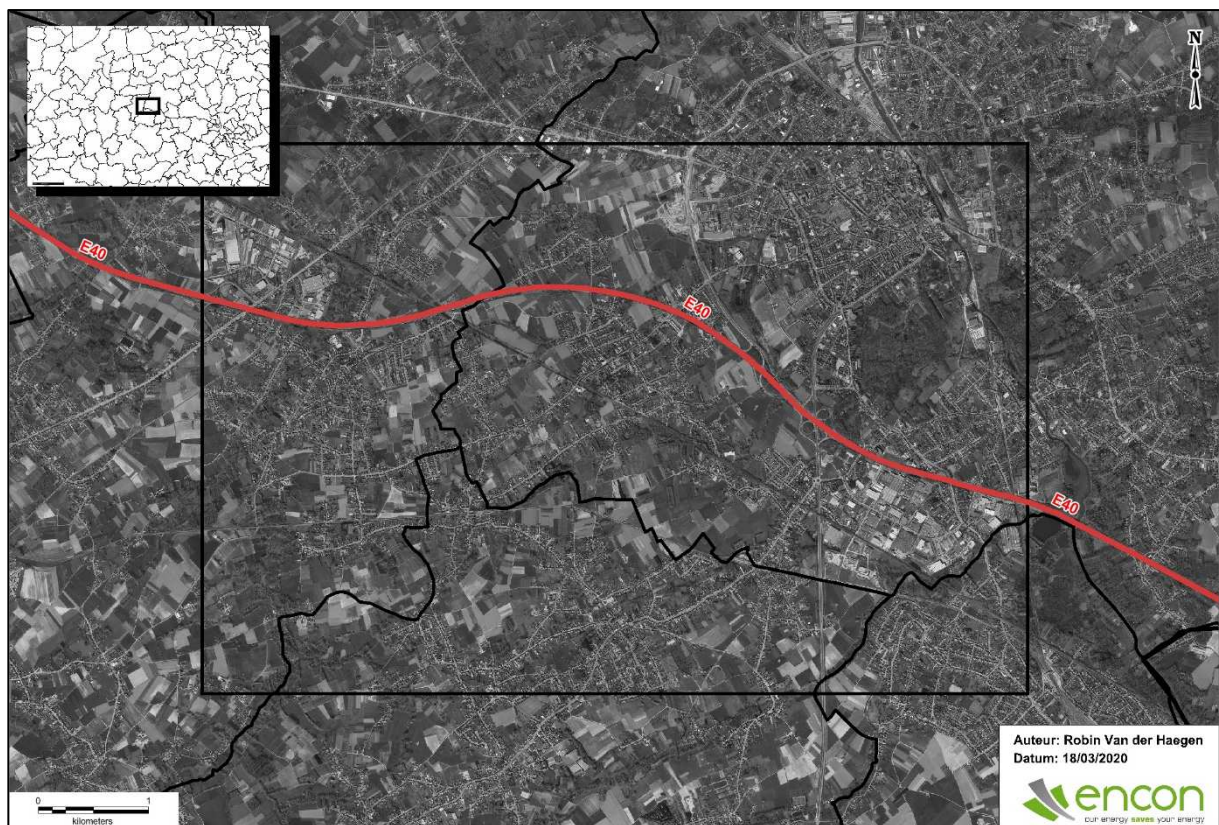 N
E40
E40
E40
Auteur: Robin Van der Haegen
Datum: 18/03/2020
encon
our energy saves your energy
0 1
kilometers